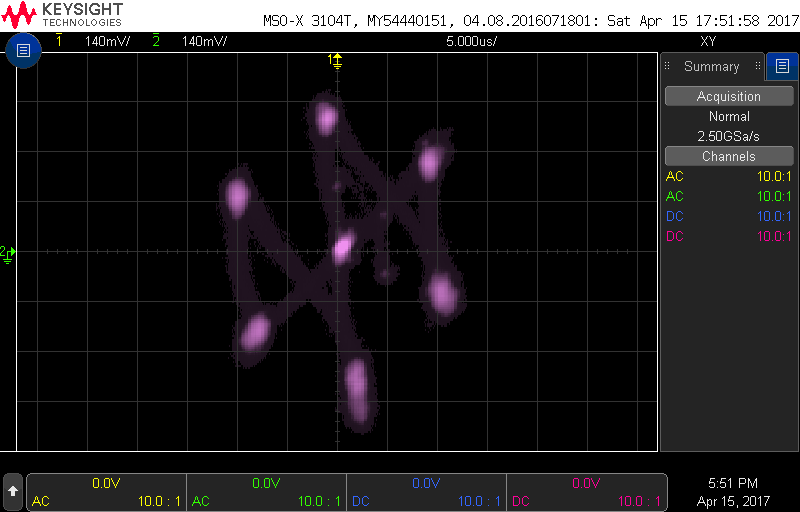 KEYSIGHT
TECHNOLOGIES
MSO-X 3104T, MY54440151, 04.08.2016071801: Sat Apr 15 17:51:58 2017
1 140mV/ 2 140mV/ 5.000us/ XY
1
2
Summary
Acquisition
Normal
2.50GSa/s
Channels
AC 10.0:1
AC 10.0:1
DC 10.0:1
DC 10.0:1
0.0V 0.0V 0.0V 0.0V
AC 10.0 : 1 AC 10.0 : 1 DC 10.0 : 1 DC 10.0 : 1
5:51 PM
Apr 15, 2017